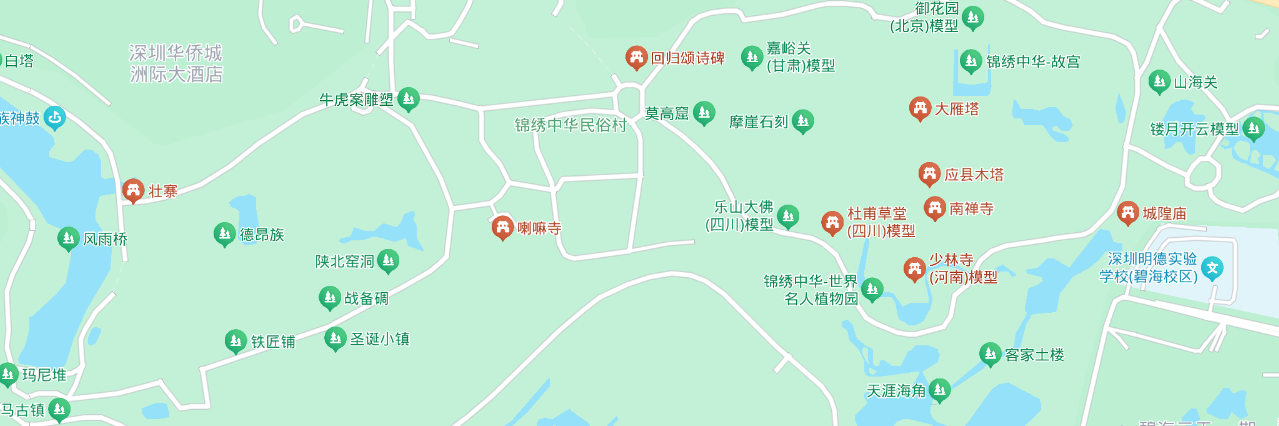 御花园
(北京)模型
嘉峪关
(甘肃)模型
回归颂诗碑
深圳华侨城
洲际大酒店
白塔
锦绣中华-故宫
山海关
牛虎案雕塑
莫高窟
摩崖石刻
大雁塔
族神鼓
锦绣中华民俗村
镂月开云模型
壮寨
应县木塔
乐山大佛
(四川)模型
杜甫草堂
(四川)模型
南禅寺
城隍庙
风雨桥
德昂族
喇嘛寺
陕北窑洞
少林寺
(河南)模型
深圳明德实验
学校(碧海校区)
锦绣中华-世界
名人植物园
战备碉
铁匠铺
圣诞小镇
客家土楼
玛尼堆
天涯海角
马古镇